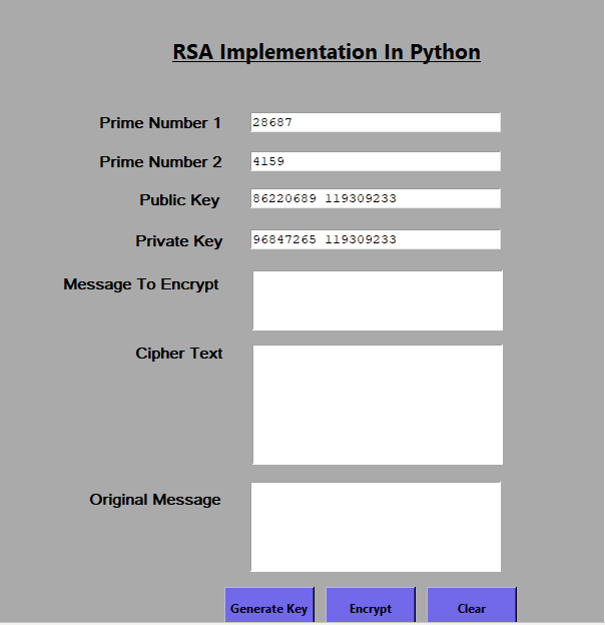 RSA Implementation In Python
Prime Number 1 28687
Prime Number 2 4159
Public Key 86220689 119309233
Private Key 96847265 119309233
Message To Encrypt
Cipher Text
Original Message
Generate Key Encrypt Clear